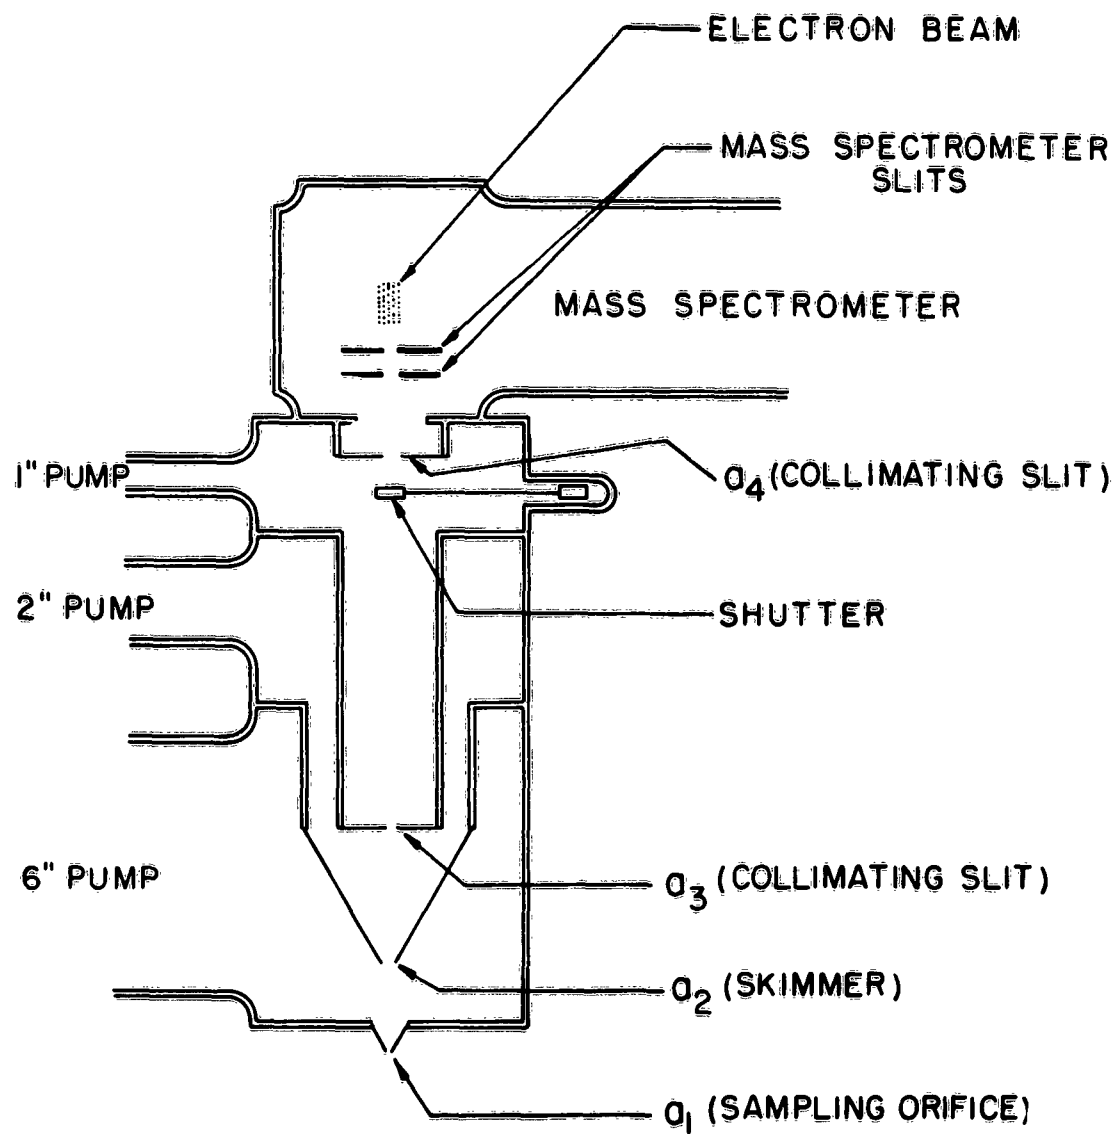 ELECTRON BEAM
MASS SPECTROMETER
SLITS
MASS SPECTROMETER
1" PUMP
a4 (COLLIMATING SLIT)
2" PUMP
SHUTTER
6" PUMP
a3 (COLLIMATING SLIT)
a2 (SKIMMER)
a1 (SAMPLING ORIFICE)